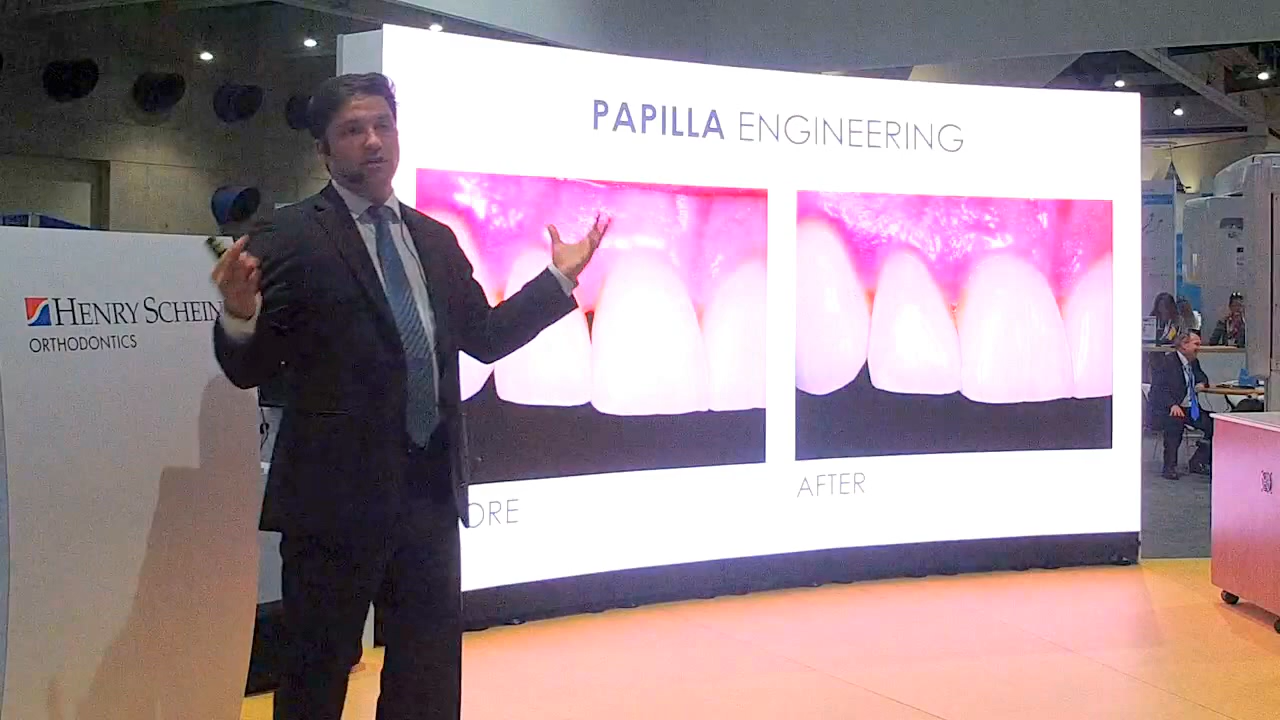 PAPILLA ENGINEERING
HENRY SCHEIN
ORTHODONTICS
ORE
AFTER